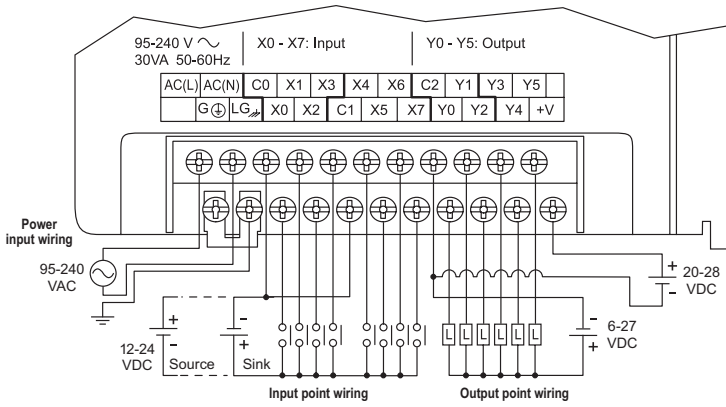 95-240 V ~
30VA 50-60Hz
X0 - X7: Input
Y0 - Y5: Output
AC(L) AC(N) C0 X1 X3 X4 X6 C2 Y1 Y3 Y5
G LG X0 X2 C1 X5 X7 Y0 Y2 Y4 +V
Power
input wiring
95-240
VAC
+
-
12-24
VDC
Source
-
+
Sink
L L L L L L
-
+
6-27
VDC
+
-
20-28
VDC
Input point wiring
Output point wiring